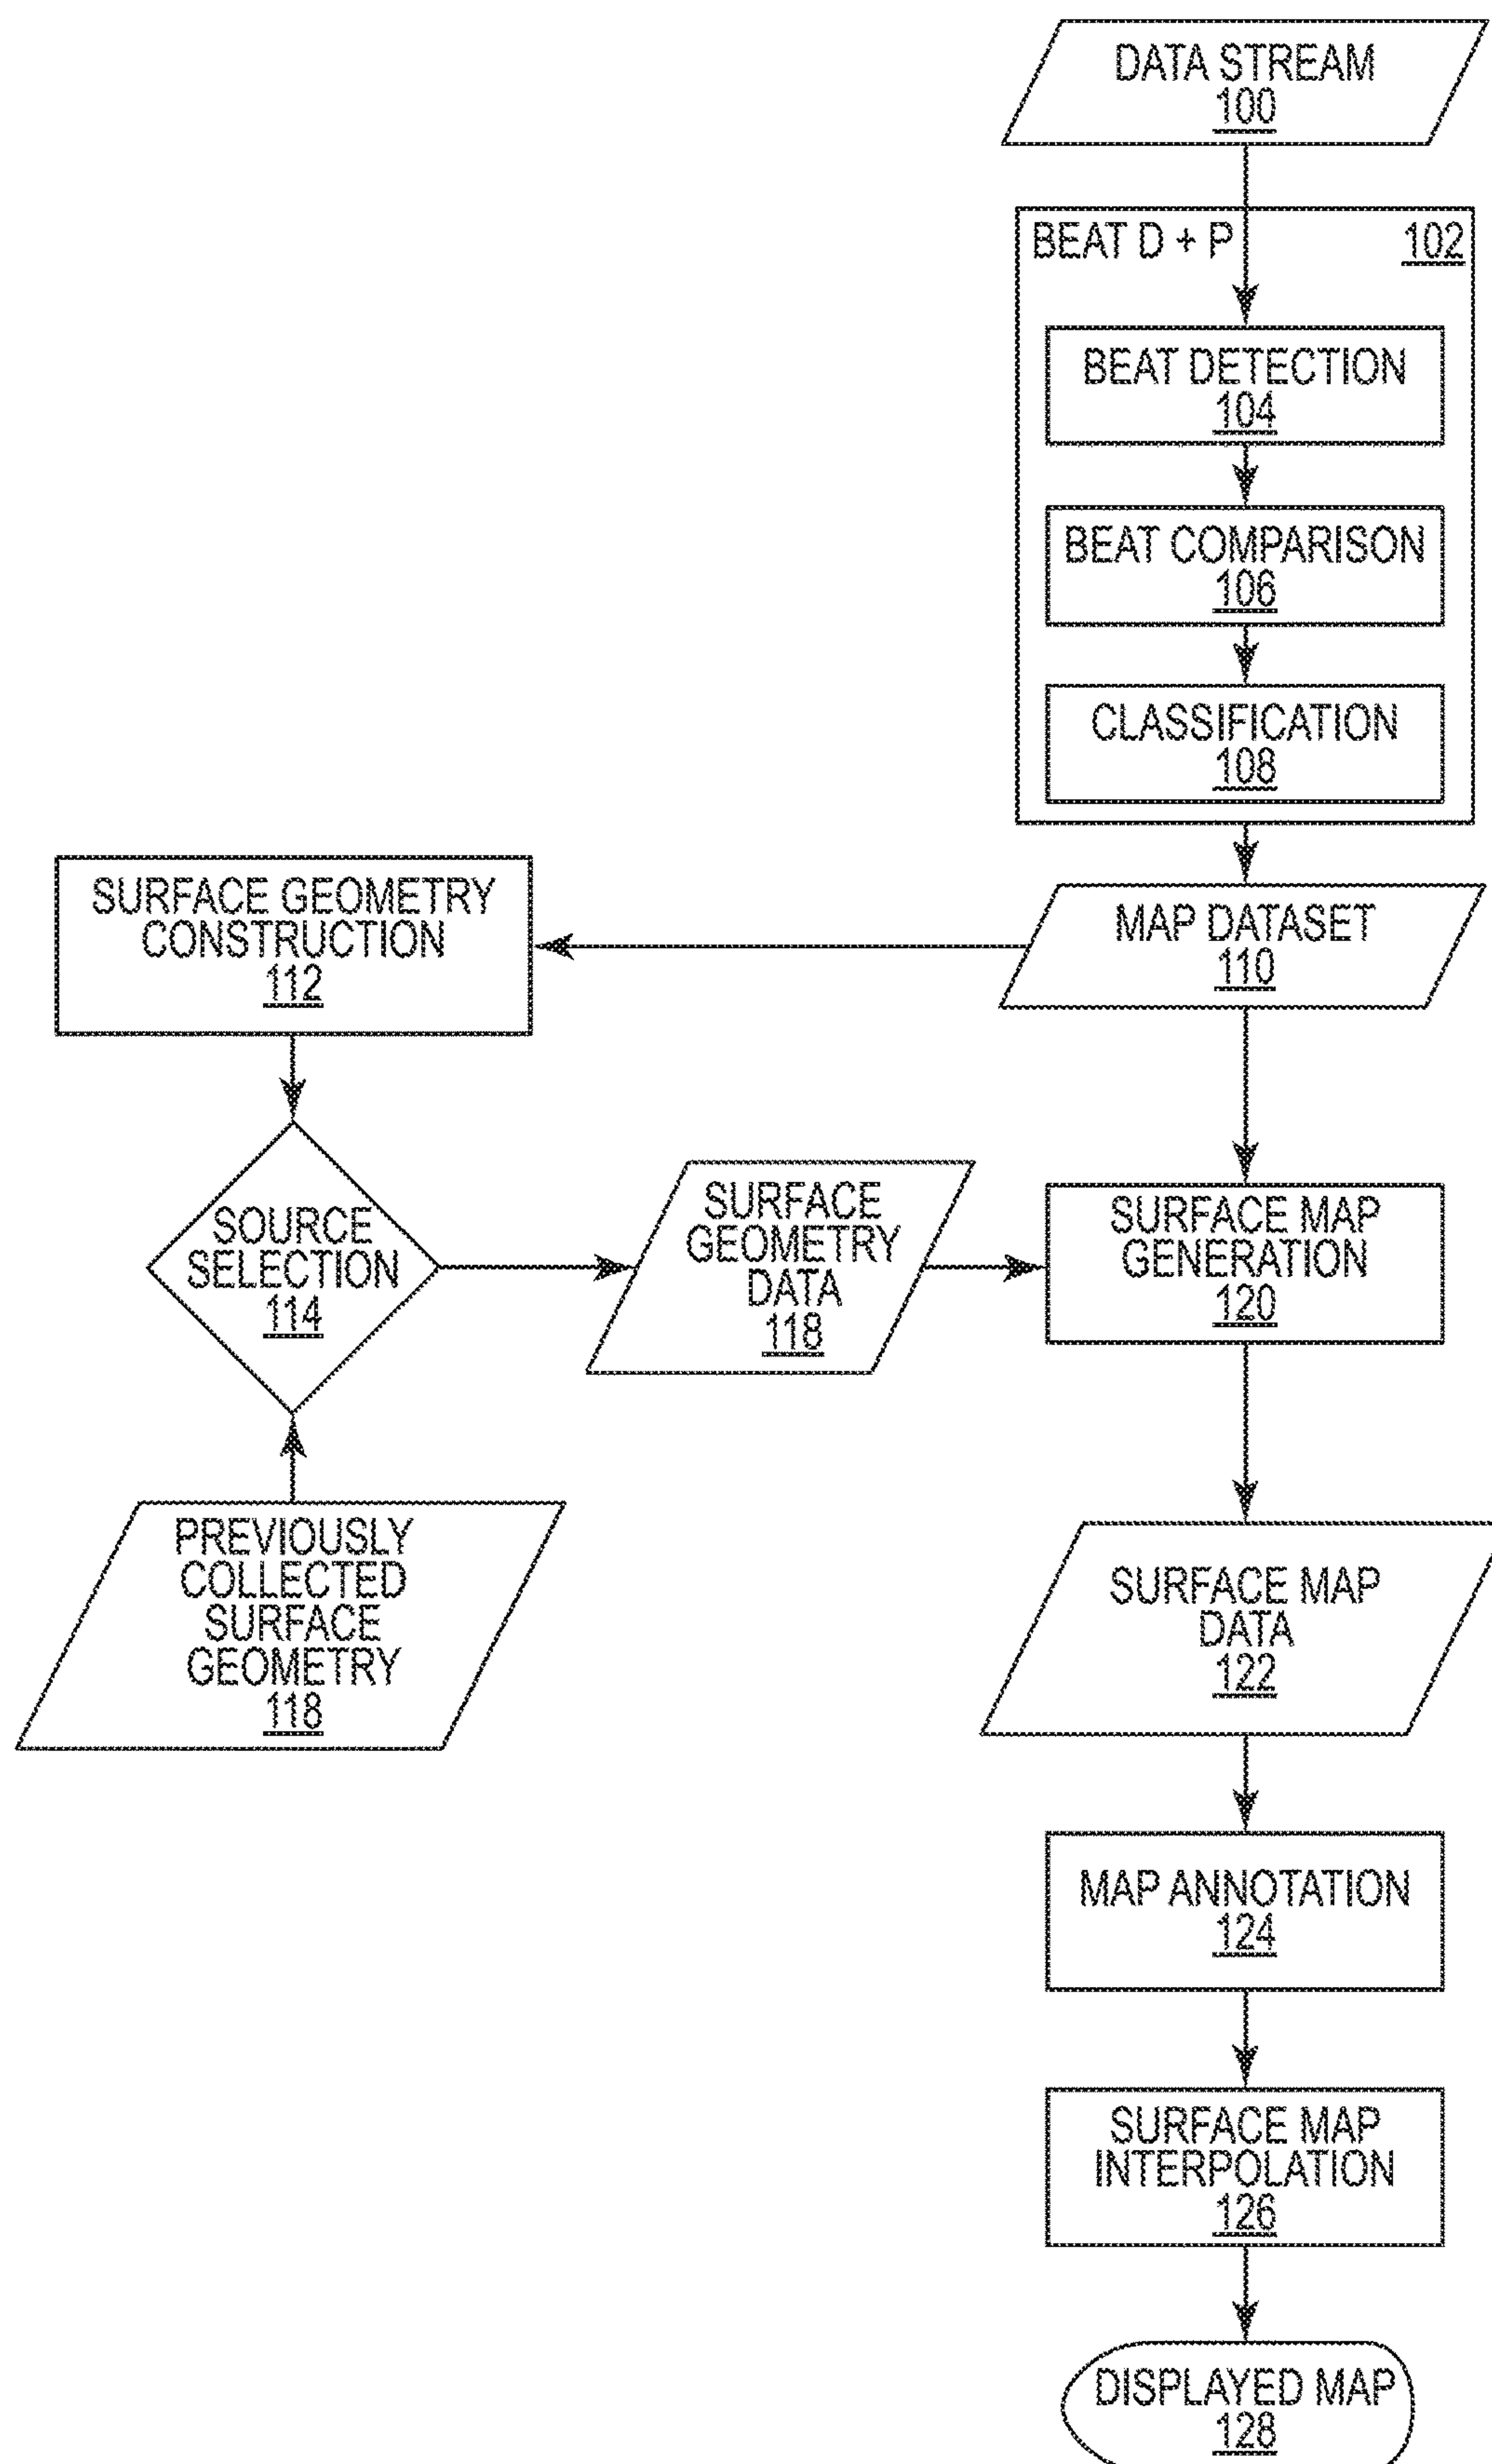 DATA STREAM
100
BEAT D + P
102
BEAT DETECTION
104
BEAT COMPARISON
106
CLASSIFICATION
108
MAP DATASET
110
SURFACE GEOMETRY
CONSTRUCTION
112
SOURCE
SELECTION
114
PREVIOUSLY
COLLECTED
SURFACE
GEOMETRY
118
SURFACE
GEOMETRY
DATA
118
SURFACE MAP
GENERATION
120
SURFACE MAP
DATA
122
MAP ANNOTATION
124
SURFACE MAP
INTERPOLATION
126
DISPLAYED MAP
128